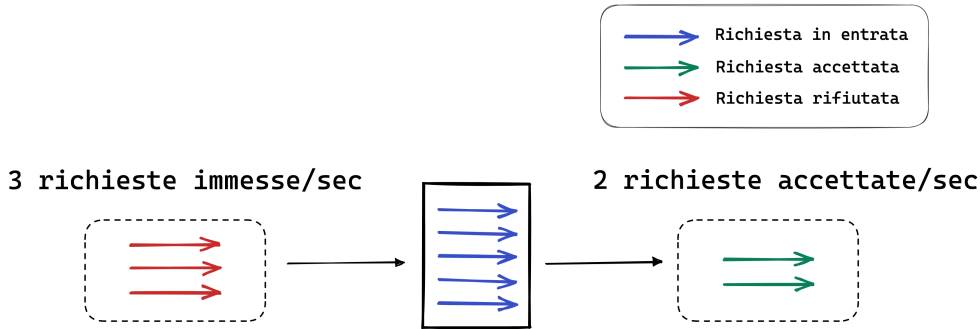 Richiesta in entrata
Richiesta accettata
Richiesta rifiutata
3 richieste immesse/sec
2 richieste accettate/sec